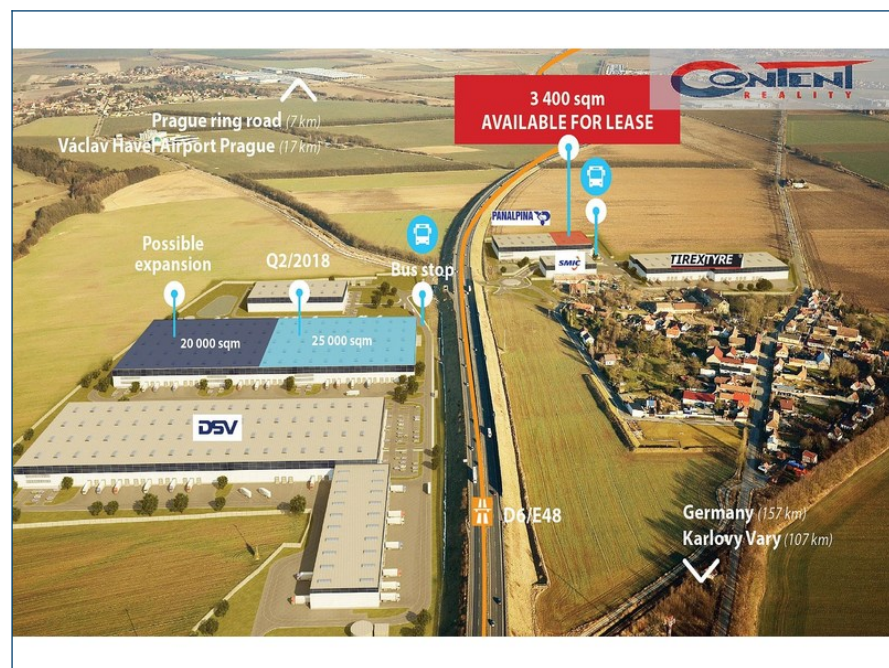 CONTENT
REALITY
3 400 sqm
AVAILABLE FOR LEASE
Prague ring road (7 km)
Václav Havel Airport Prague (17 km)
PANALPINA
Possible
expansion
Q2/2018
Bus stop
SMIC
TIREXTYRE
20 000 sqm
25 000 sqm
DSV
D6/E48
Germany (157 km)
Karlovy Vary (107 km)